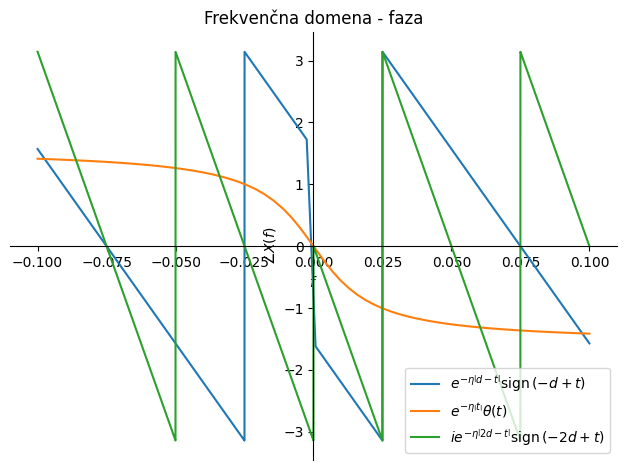 Frekvenčna domena - faza
3
2
1
0
−1
−2
−3
−0.100 −0.075 −0.050 −0.025 0.000 0.025 0.050 0.075 0.100
∠X(f)
f
e^{−η|d−t|}sign (−d + t)
e^{−η|t|}θ(t)
ie^{−η|2d−t|}sign (−2d + t)